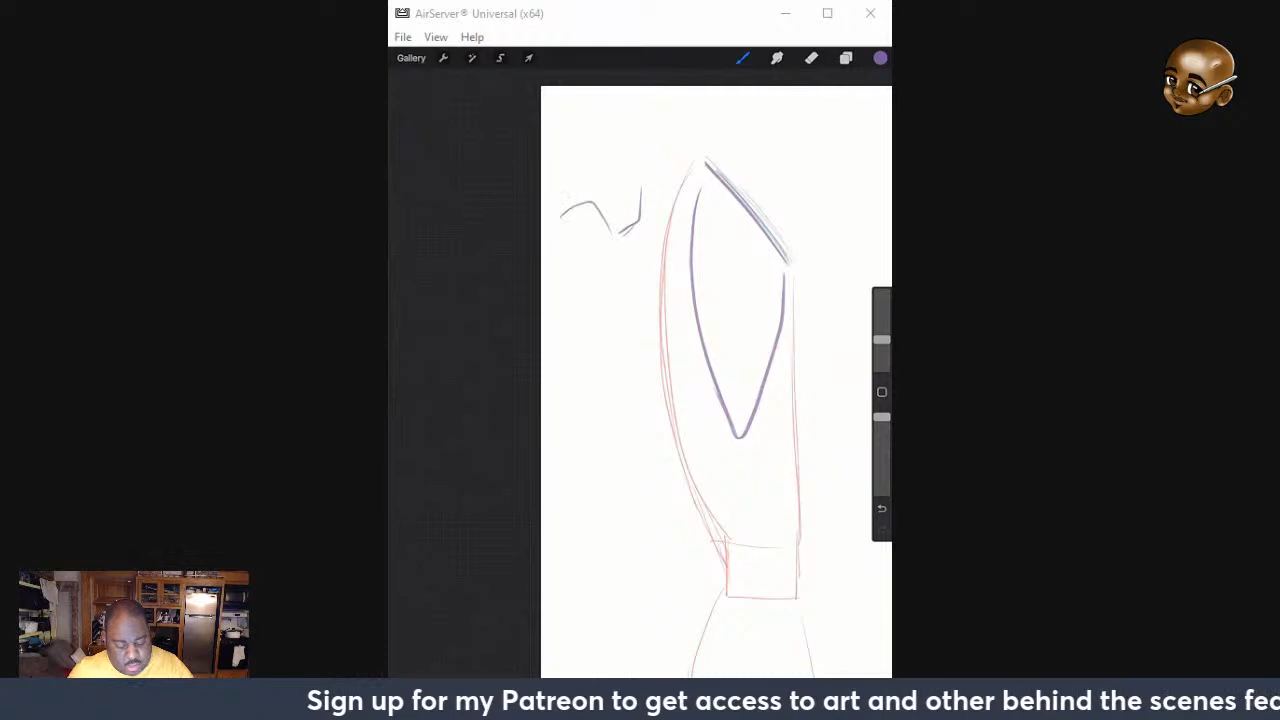 AirServer® Universal (x64)
File View Help
Gallery
Sign up for my Patreon to get access to art and other behind the scenes fea